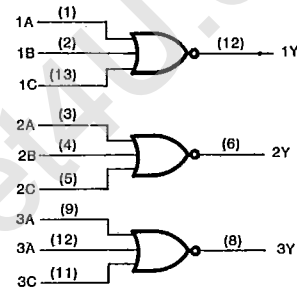 1A (1)
1B (2) (12) 1Y
1C (13)
2A (3)
2B (4) (6) 2Y
2C (5)
3A (9)
3A (12) (8) 3Y
3C (11)